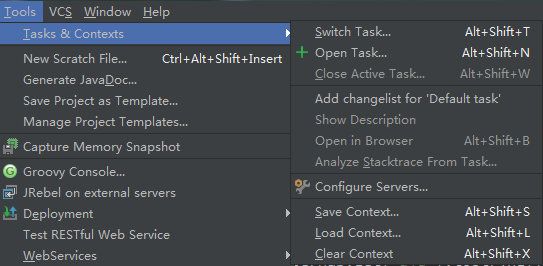 Tools VCS Window Help
Tasks & Contexts
New Scratch File... Ctrl+Alt+Shift+Insert
Generate JavaDoc...
Save Project as Template...
Manage Project Templates...
Capture Memory Snapshot
Groovy Console...
JRebel on external servers
Deployment
Test RESTful Web Service
WebServices
Switch Task... Alt+Shift+T
Open Task... Alt+Shift+N
Close Active Task... Alt+Shift+W
Add changelist for 'Default task'
Show Description
Open in Browser Alt+Shift+B
Analyze Stacktrace From Task...
Configure Servers...
Save Context... Alt+Shift+S
Load Context... Alt+Shift+L
Clear Context Alt+Shift+X